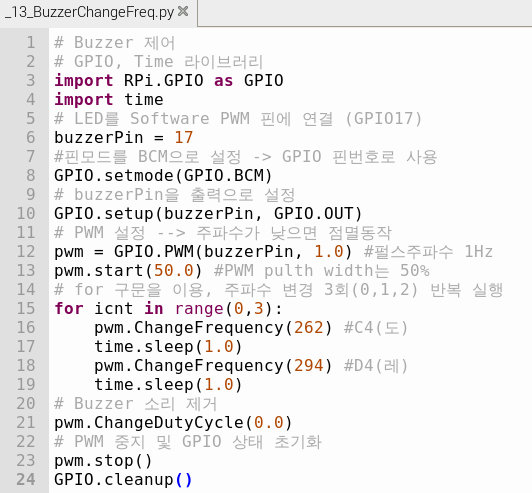 _13_BuzzerChangeFreq.py
1 # Buzzer 제어
2 # GPIO, Time 라이브러리
3 import RPi.GPIO as GPIO
4 import time
5 # LED를 Software PWM 핀에 연결 (GPIO17)
6 buzzerPin = 17
7 #핀모드를 BCM으로 설정 -> GPIO 핀번호로 사용
8 GPIO.setmode(GPIO.BCM)
9 # buzzerPin을 출력으로 설정
10 GPIO.setup(buzzerPin, GPIO.OUT)
11 # PWM 설정 --> 주파수가 낮으면 점멸동작
12 pwm = GPIO.PWM(buzzerPin, 1.0) #펄스주파수 1Hz
13 pwm.start(50.0) #PWM pulth width는 50%
14 # for 구문을 이용, 주파수 변경 3회(0,1,2) 반복 실행
15 for icnt in range(0,3):
16     pwm.ChangeFrequency(262) #C4(도)
17     time.sleep(1.0)
18     pwm.ChangeFrequency(294) #D4(레)
19     time.sleep(1.0)
20 # Buzzer 소리 제거
21 pwm.ChangeDutyCycle(0.0)
22 # PWM 중지 및 GPIO 상태 초기화
23 pwm.stop()
24 GPIO.cleanup()